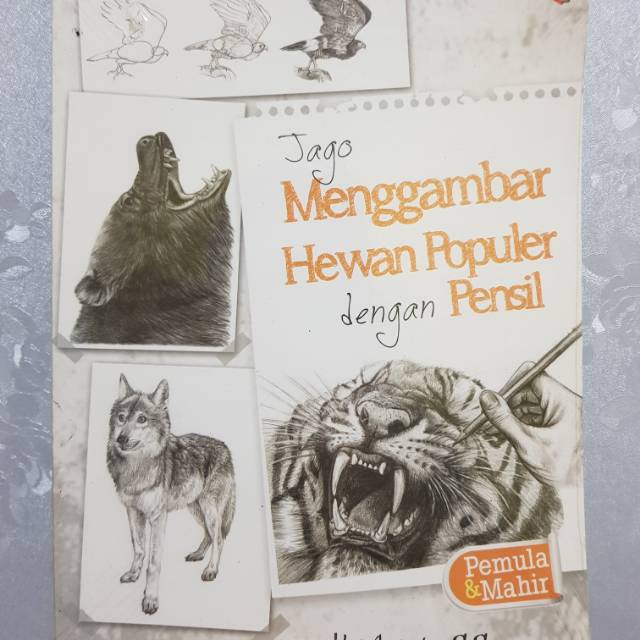 Jago
Menggambar
Hewan Populer
dengan Pensil
Pemula
& Mahir